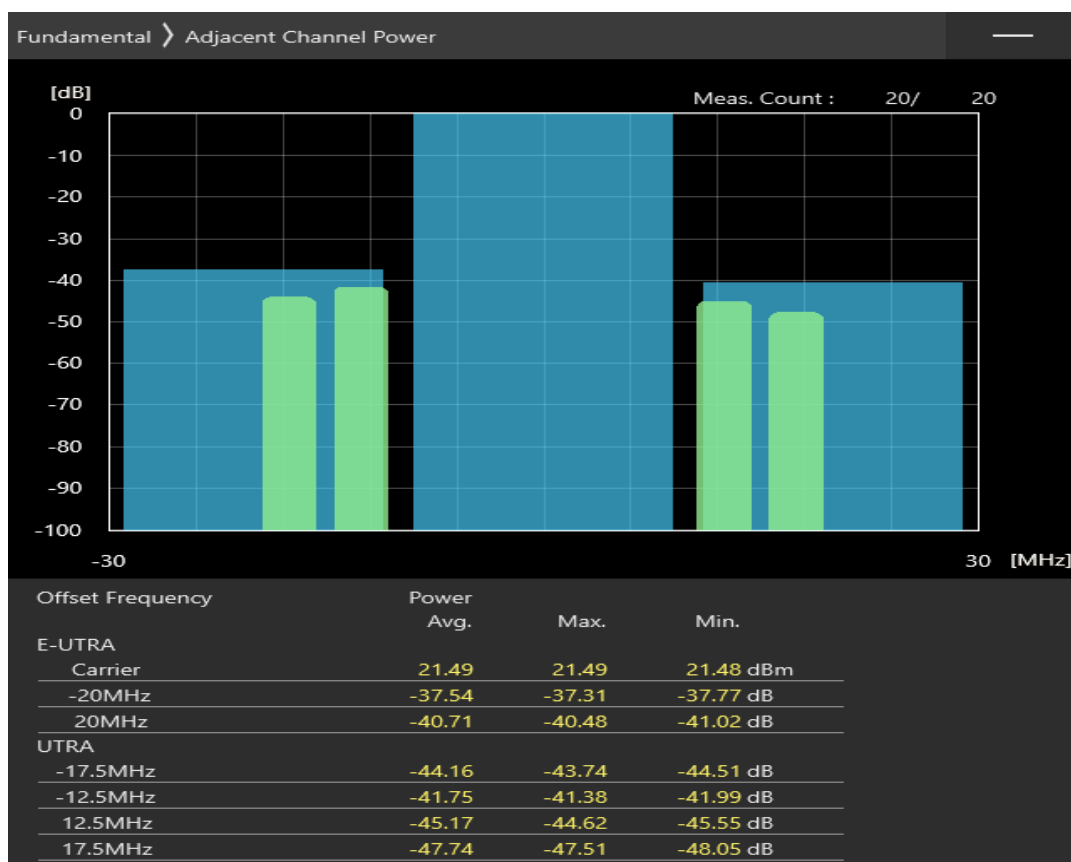 Fundamental ❯ Adjacent Channel Power
[dB]
Meas. Count : 20/ 20
0
-10
-20
-30
-40
-50
-60
-70
-80
-90
-100
-30 30 [MHz]
Offset Frequency Power
Avg. Max. Min.
E-UTRA
Carrier 21.49 21.49 21.48 dBm
-20MHz -37.54 -37.31 -37.77 dB
20MHz -40.71 -40.48 -41.02 dB
UTRA
-17.5MHz -44.16 -43.74 -44.51 dB
-12.5MHz -41.75 -41.38 -41.99 dB
12.5MHz -45.17 -44.62 -45.55 dB
17.5MHz -47.74 -47.51 -48.05 dB